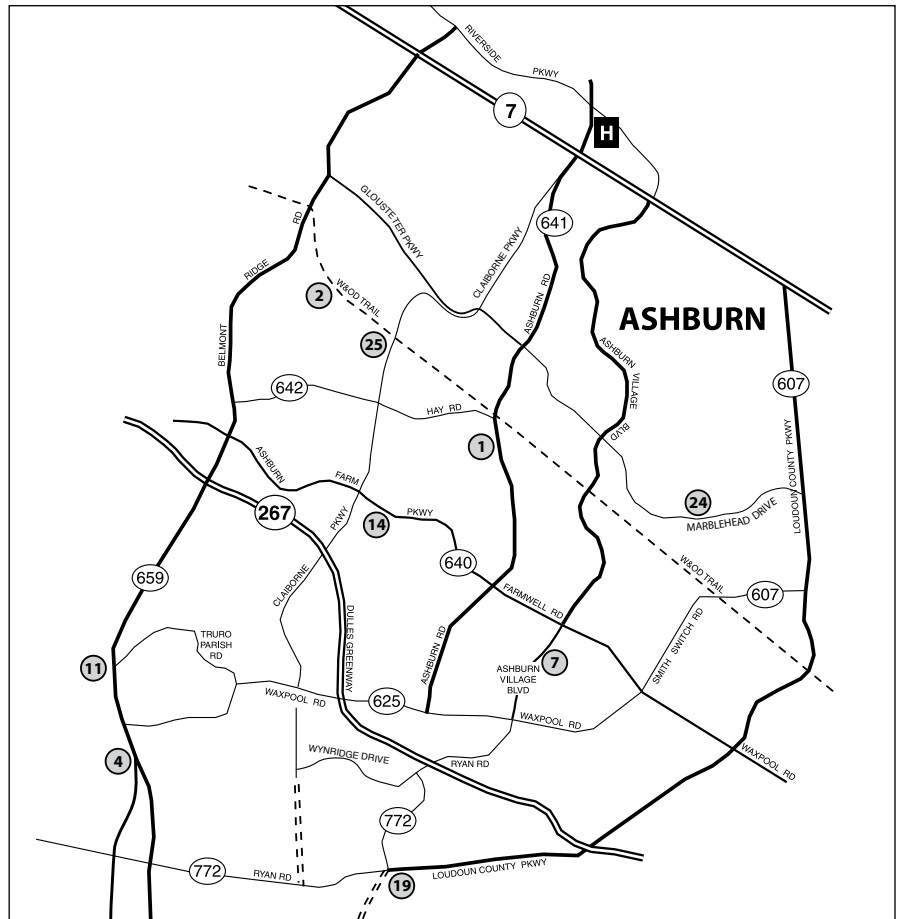 RIVERSIDE
PKWY
7
H
GLOUSTETER PKWY
641
CLAIBORNE PKWY
RD
RIDGE
BELMONT
W&OD TRAIL
2
25
ASHBURN RD
ASHBURN
ASHBURN
VILLAGE
BLVD
607
LOUDOUN COUNTY PKWY
642
HAY RD
1
ASHBURN
FARM
PKWY
267
14
PKWY
24
MARBLEHEAD DRIVE
640
W&OD TRAIL
659
CLAIBORNE
FARMWELL RD
607
DULLES GREENWAY
SMITH SWITCH RD
TRURO
PARISH
RD
ASHBURN RD
11
7
ASHBURN
VILLAGE
BLVD
WAXPOOL RD
625
WAXPOOL RD
4
WYNRIDGE DRIVE
RYAN RD
WAXPOOL RD
772
772
RYAN RD
LOUDOUN COUNTY PKWY
19